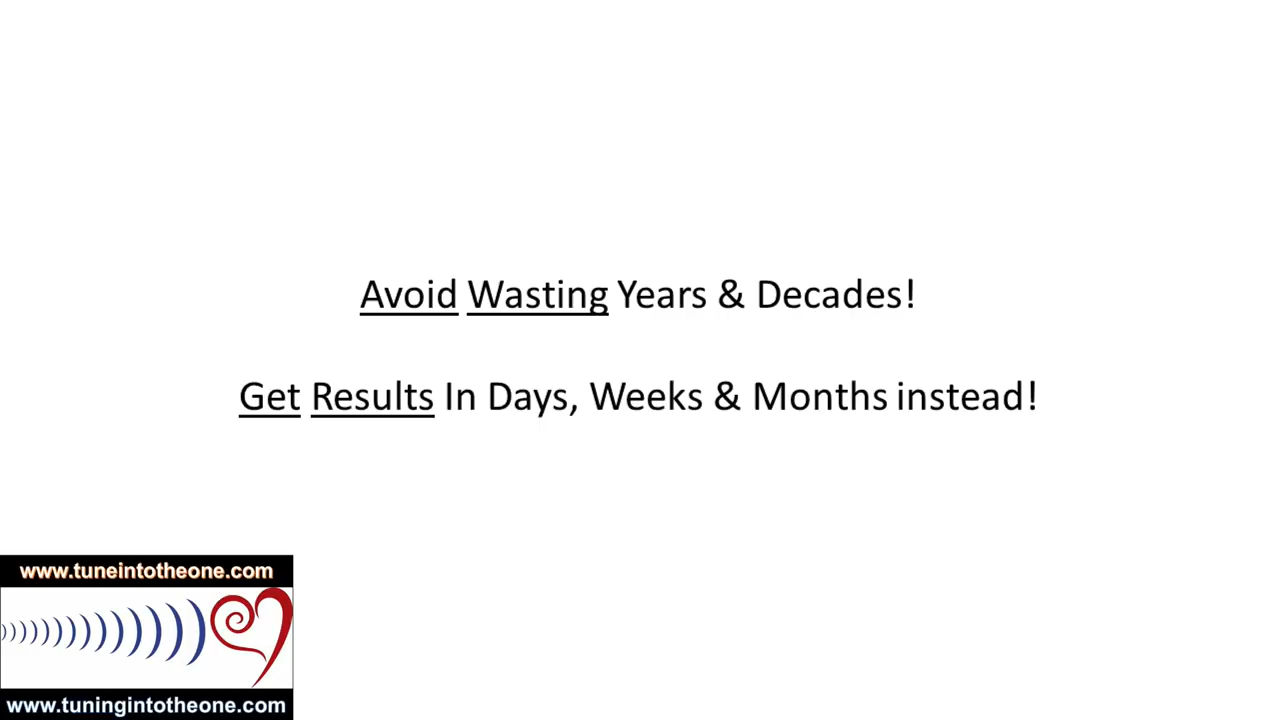 Avoid Wasting Years & Decades!
Get Results In Days, Weeks & Months instead!
www.tuneintotheone.com
www.tuningintotheone.com